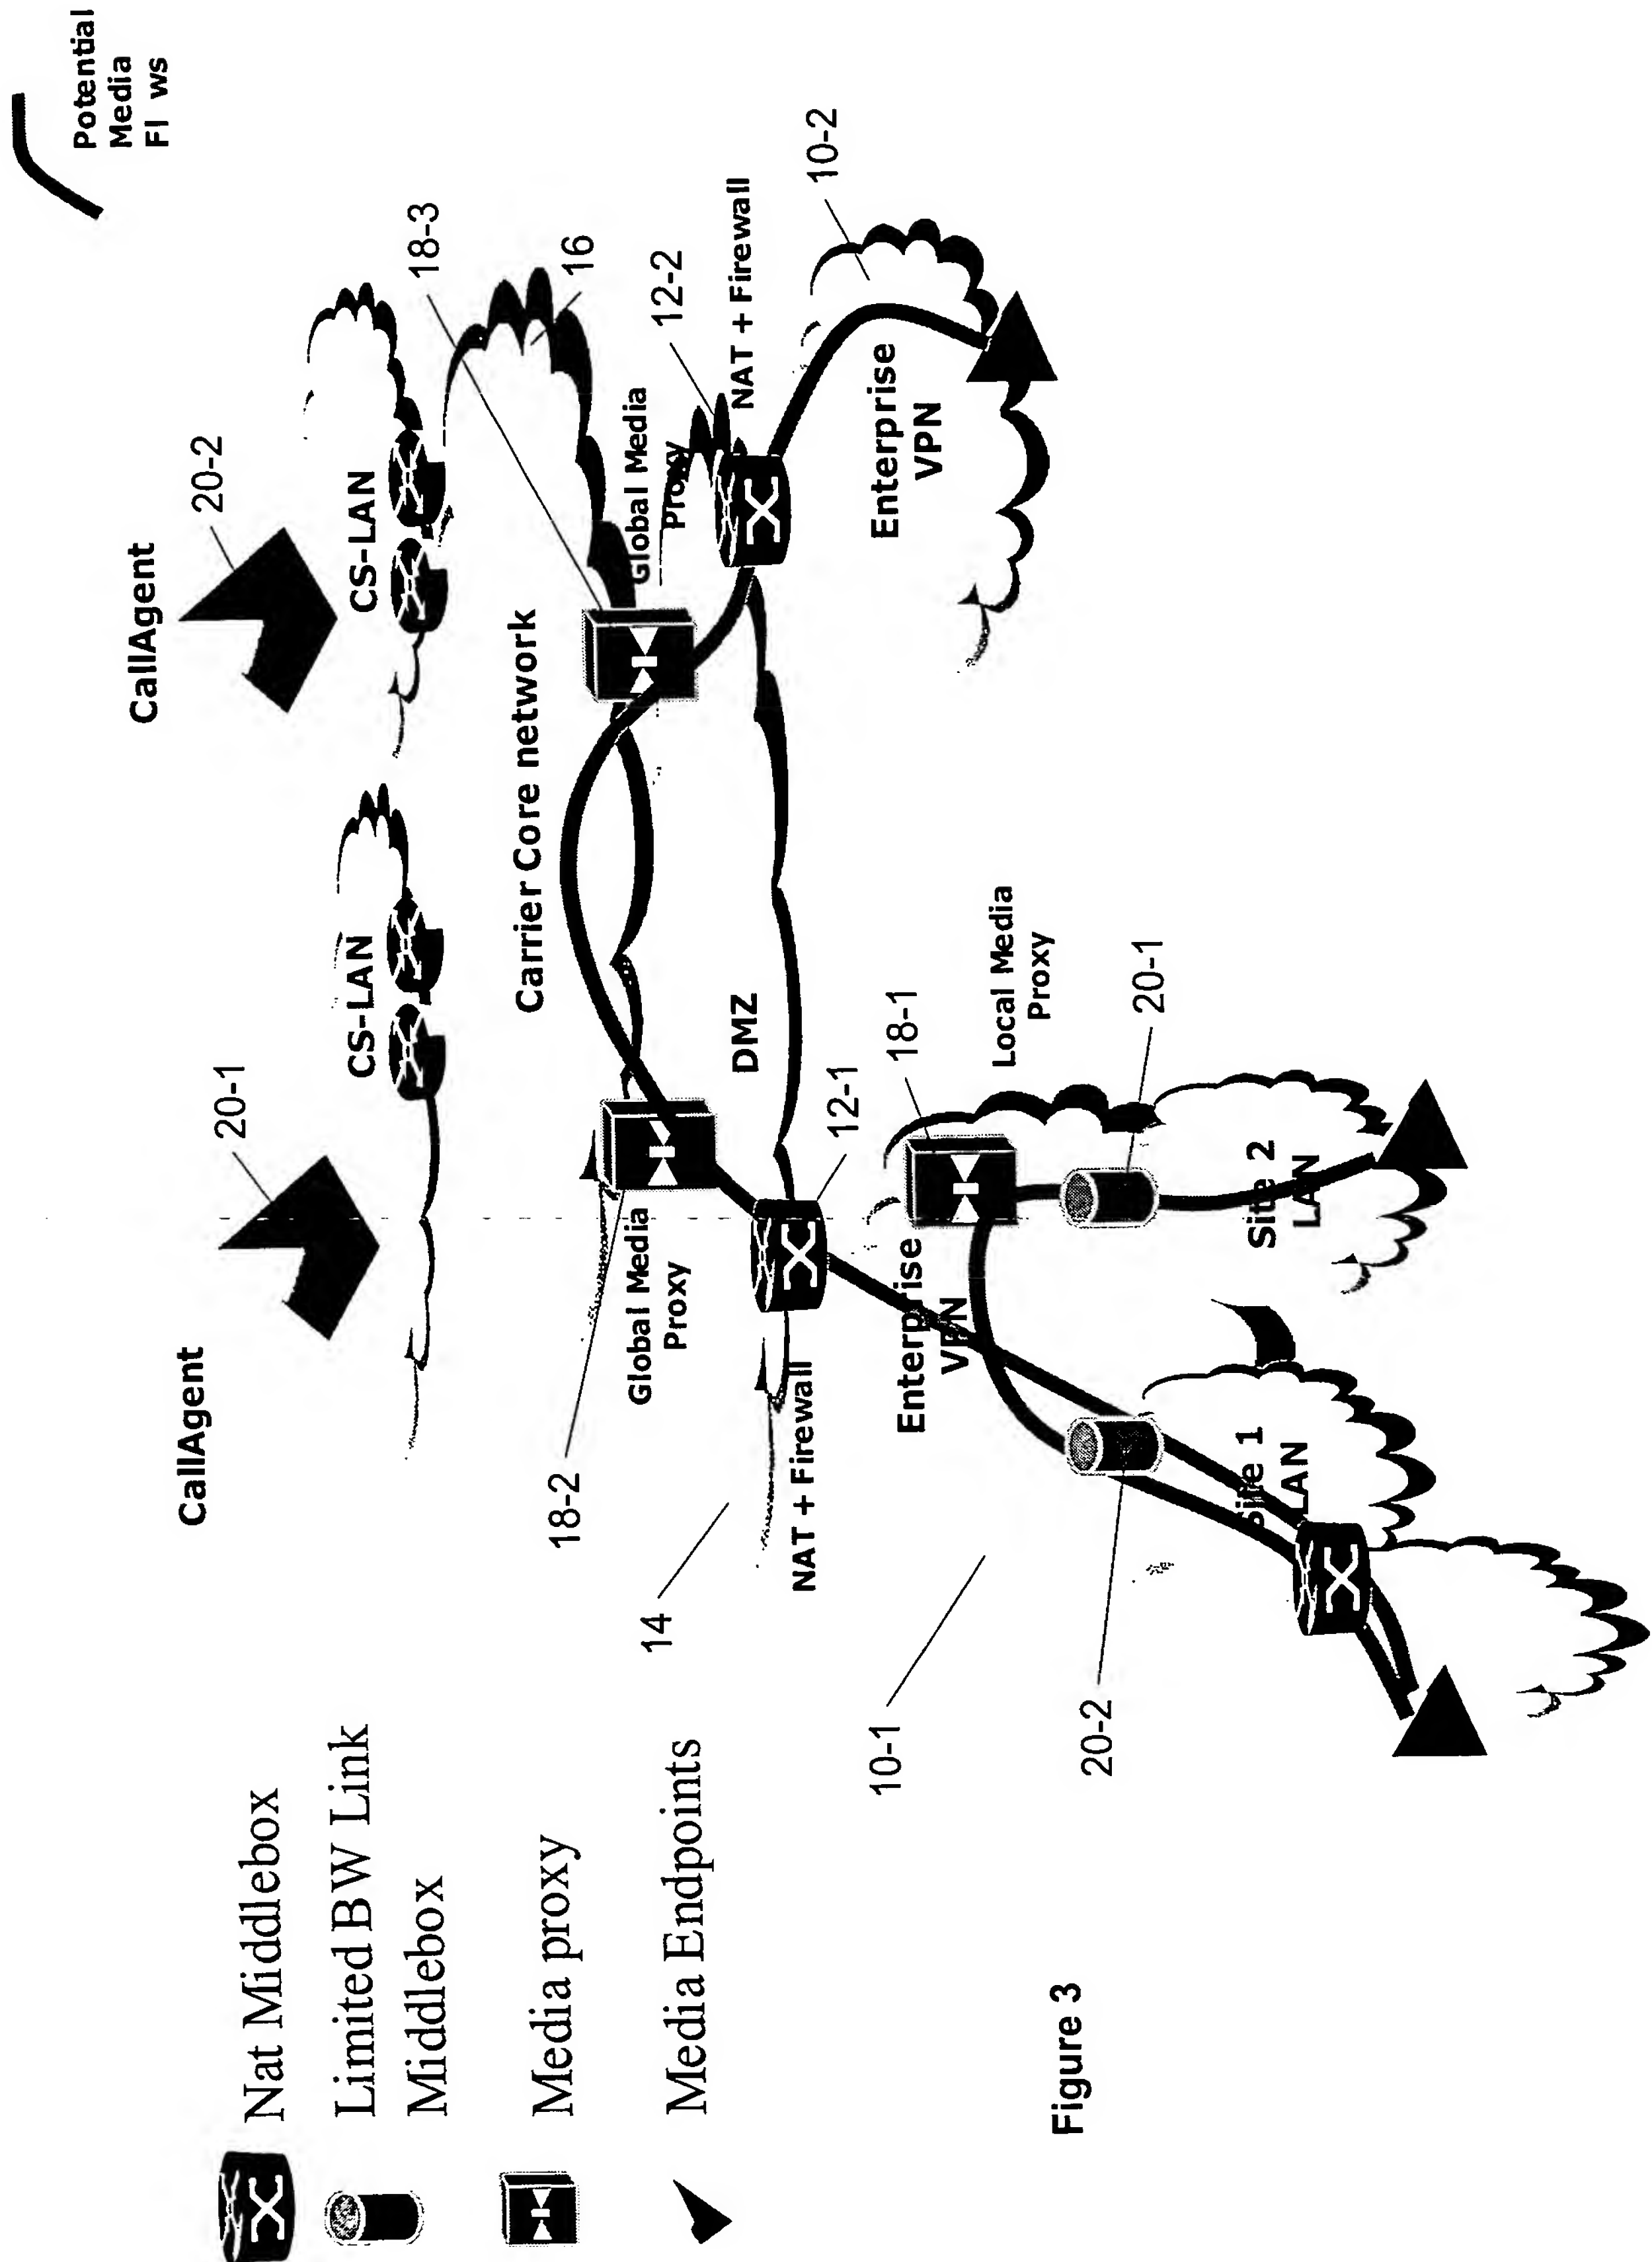 Potential
Media
Fl ws
CallAgent
20-1
CallAgent
20-2
CS-LAN
CS-LAN
Carrier Core network
18-3
16
18-2
Global Media
Proxy
Global Media
Proxy
12-2
NAT + Firewall
10-2
DMZ
14
NAT + Firewall
12-1
Enterprise
VPN
18-1
Enterprise
VPN
Local Media
Proxy
10-1
20-2
20-1
Site 1
LAN
Site 2
LAN
Nat Middlebox
Limited BW Link
Middlebox
Media proxy
Media Endpoints
Figure 3